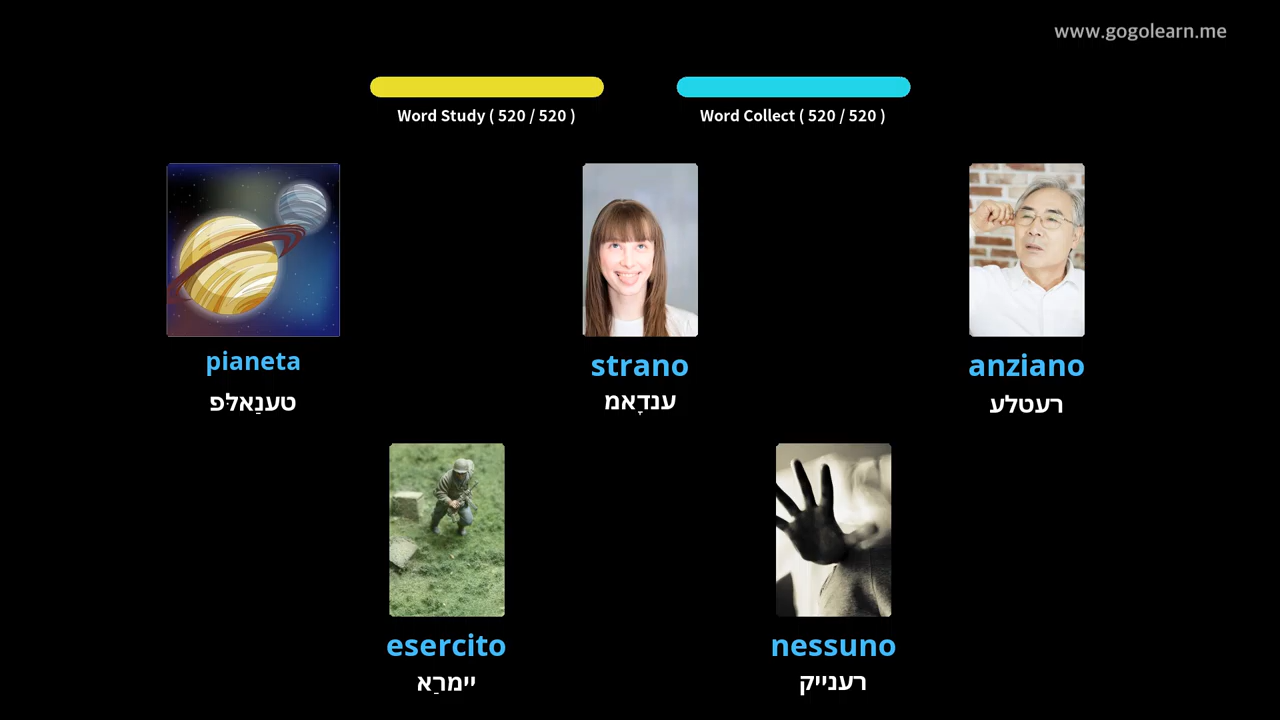 www.gogolearn.me
Word Study ( 520 / 520 )
Word Collect ( 520 / 520 )
pianeta
טענַאלּפ
strano
ענדָאמ
anziano
רעטלע
esercito
יימרַא
nessuno
רענייק